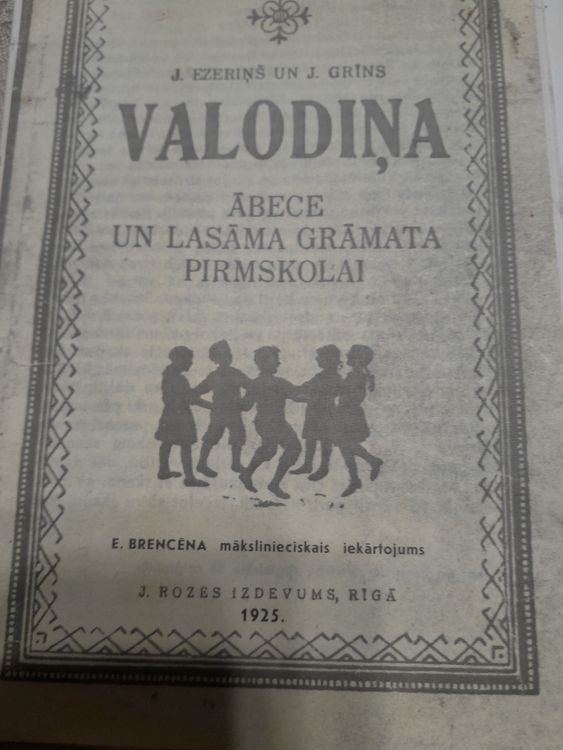 J. EZERIŅŠ UN J. GRĪNS
VALODIŅA
ĀBECE
UN LASĀMA GRĀMATA
PIRMSKOLAI
E. BRENCĒNA mākslinieciskais iekārtojums
J. ROZES IZDEVUMS, RĪGĀ
1925.